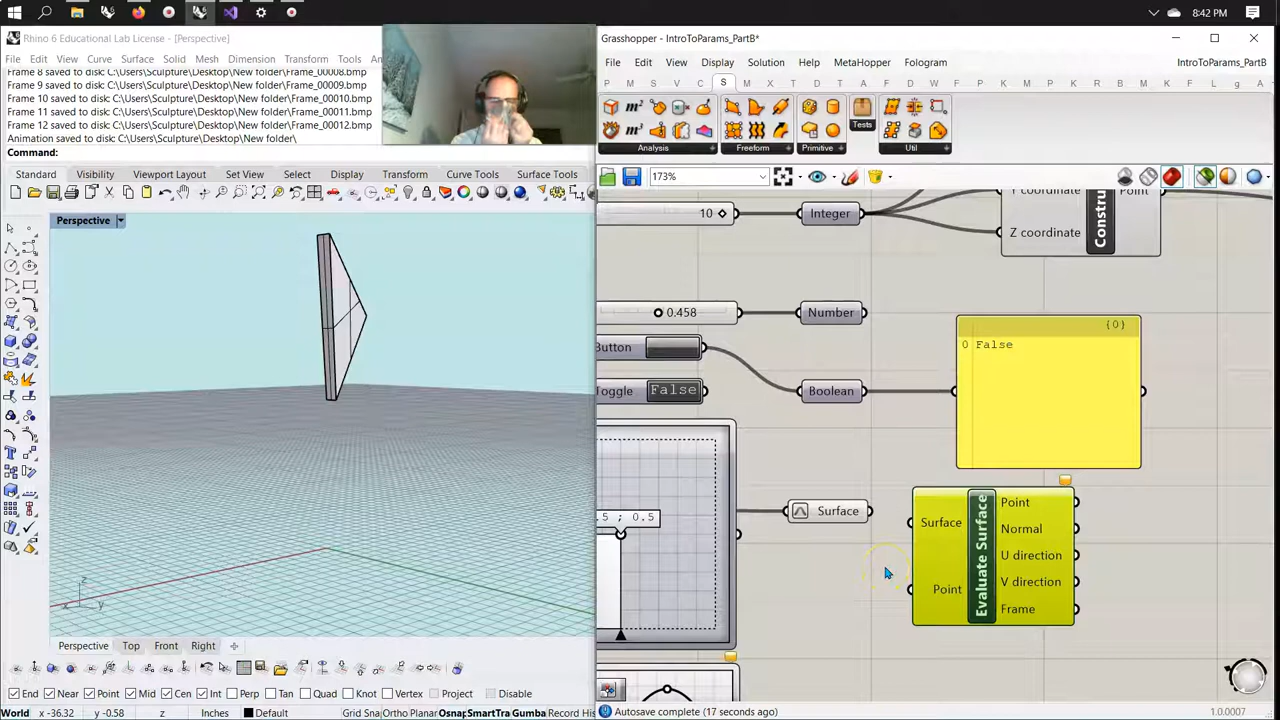 8:42 PM
Rhino 6 Educational Lab License - [Perspective]
File Edit View Curve Surface Solid Mesh Dimension Transform Tools
Frame 8 saved to disk: C:\Users\Sculpture\Desktop\New folder\Frame_00008.bmp
Frame 9 saved to disk: C:\Users\Sculpture\Desktop\New folder\Frame_00009.bmp
Frame 10 saved to disk: C:\Users\Sculpture\Desktop\New folder\Frame_00010.bmp
Frame 11 saved to disk: C:\Users\Sculpture\Desktop\New folder\Frame_00011.bmp
Frame 12 saved to disk: C:\Users\Sculpture\Desktop\New folder\Frame_00012.bmp
Animation saved to disk: C:\Users\Sculpture\Desktop\New folder\
Command:
Standard Visibility Viewport Layout Set View Select Display Transform Curve Tools Surface Tools
Perspective
z
x y
Perspective Top Front Right
End Near Point Mid Cen Int Perp Tan Quad Knot Vertex Project Disable
World x -36.32 y -0.58 z Inches Default Grid Snap Ortho Planar Osnap SmartTra Gumba Record His
Grasshopper - IntroToParams_PartB*
File Edit View Display Solution Help MetaHopper Fologram IntroToParams_PartB
P M S V C S M X T D A K L B E H D W F L M K K P L P G A
Analysis Freeform Primitive Tests Util
173%
Y coordinate
Z coordinate
Constru
Point
10
Integer
0.458
Number
Button
Toggle False
Boolean
{0}
0 False
.5 ; 0.5
Surface
Surface
Point
Evaluate Surface
Point
Normal
U direction
V direction
Frame
Autosave complete (17 seconds ago)
1.0.0007